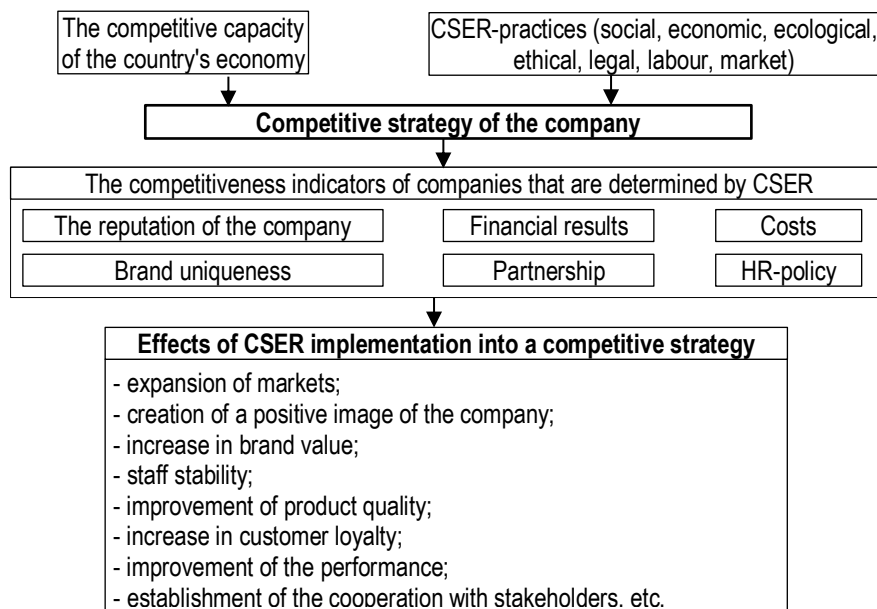 The competitive capacity
of the country's economy
CSER-practices (social, economic, ecological,
ethical, legal, labour, market)
Competitive strategy of the company
The competitiveness indicators of companies that are determined by CSER
The reputation of the company
Financial results
Costs
Brand uniqueness
Partnership
HR-policy
Effects of CSER implementation into a competitive strategy
- expansion of markets;
- creation of a positive image of the company;
- increase in brand value;
- staff stability;
- improvement of product quality;
- increase in customer loyalty;
- improvement of the performance;
- establishment of the cooperation with stakeholders, etc.